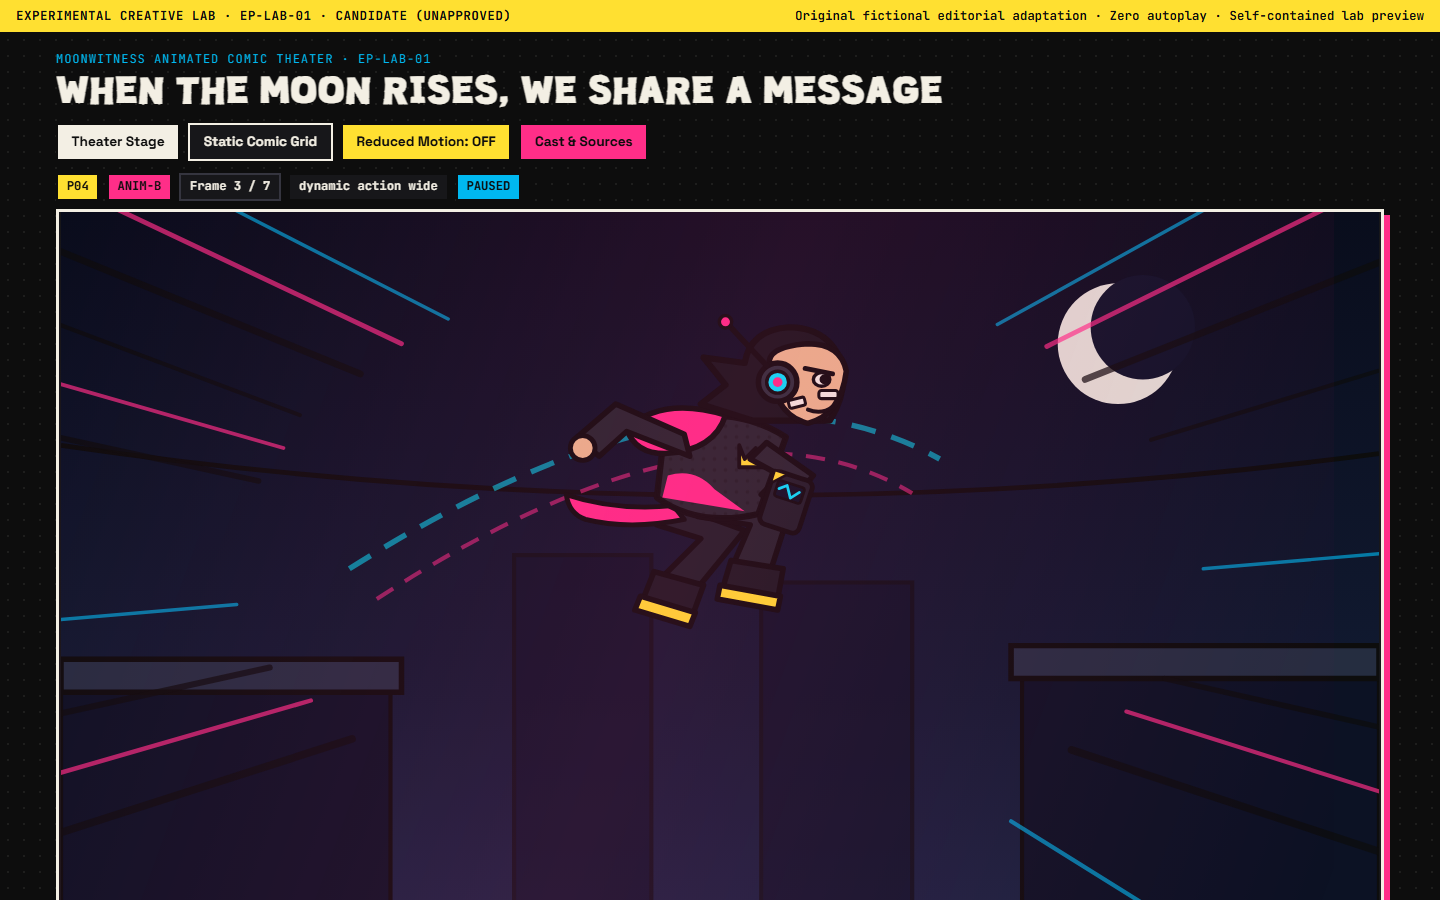 EXPERIMENTAL CREATIVE LAB · EP-LAB-01 · CANDIDATE (UNAPPROVED)
Original fictional editorial adaptation · Zero autoplay · Self-contained lab preview
MOONWITNESS ANIMATED COMIC THEATER · EP-LAB-01
WHEN THE MOON RISES, WE SHARE A MESSAGE
Theater Stage
Static Comic Grid
Reduced Motion: OFF
Cast & Sources
P04
ANIM-B
Frame 3 / 7
dynamic action wide
PAUSED